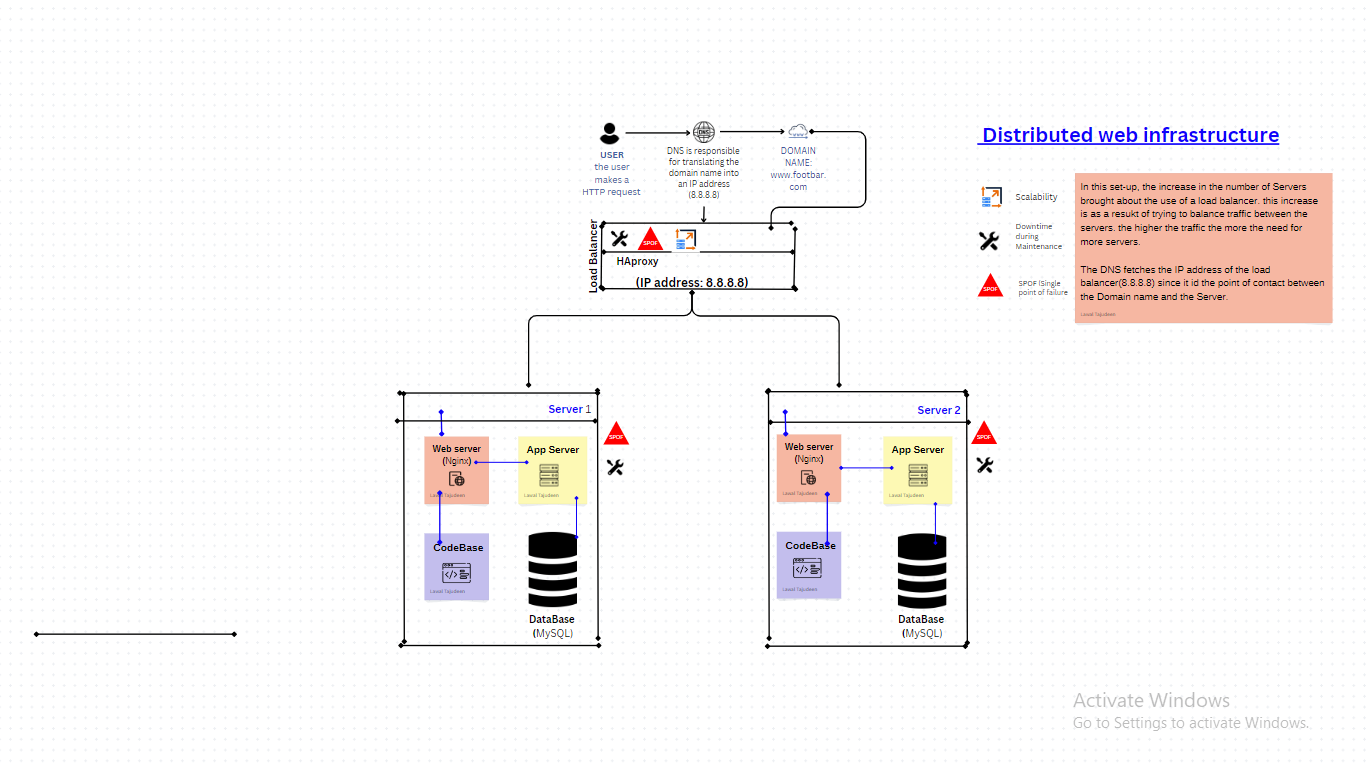 Distributed web infrastructure
USER
the user
makes a
HTTP request
DNS
DNS is responsible
for translating the
domain name into
an IP address
(8.8.8.8)
DOMAIN
NAME:
www.footbar.
com
Scalability
Downtime
during
Maintenance
SPOF
SPOF (Single
point of failure
In this set-up, the increase in the number of Servers
brought about the use of a load balancer. this increase
is as a resukt of trying to balance traffic between the
servers. the higher the traffic the more the need for
more servers.
The DNS fetches the IP address of the load
balancer(8.8.8.8) since it id the point of contact between
the Domain name and the Server.
Lawal Tajudeen
Load Balancer
SPOF
HAproxy
(IP address: 8.8.8.8)
Server 1
SPOF
Web server
(Nginx)
Lawal Tajudeen
App Server
Lawal Tajudeen
CodeBase
Lawal Tajudeen
DataBase
(MySQL)
Server 2
SPOF
Web server
(Nginx)
Lawal Tajudeen
App Server
Lawal Tajudeen
CodeBase
Lawal Tajudeen
DataBase
(MySQL)
Activate Windows
Go to Settings to activate Windows.